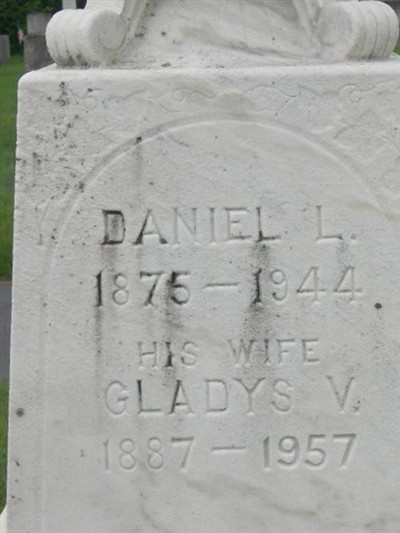 DANIEL L.
1875 — 1944
HIS WIFE
GLADYS V.
1887 — 1957